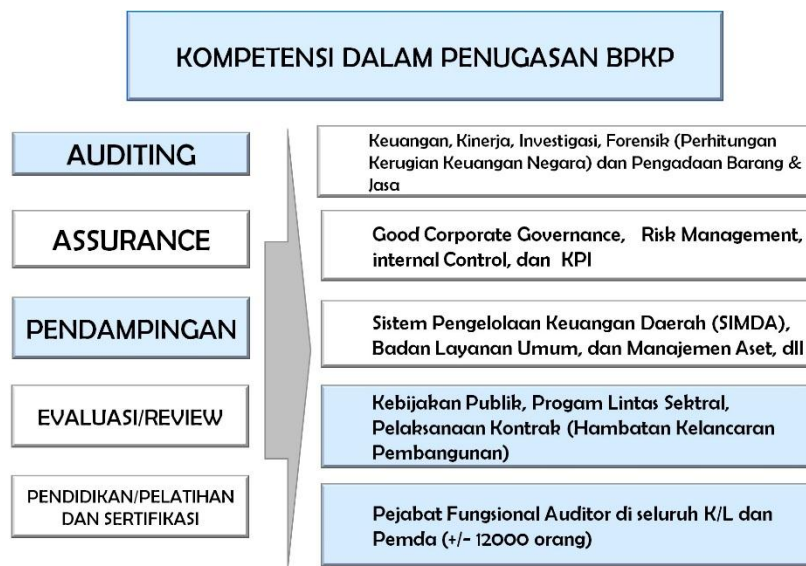 KOMPETENSI DALAM PENUGASAN BPKP
AUDITING
Keuangan, Kinerja, Investigasi, Forensik (Perhitungan
Kerugian Keuangan Negara) dan Pengadaan Barang &
Jasa
ASSURANCE
Good Corporate Governance, Risk Management,
internal Control, dan KPI
PENDAMPINGAN
Sistem Pengelolaan Keuangan Daerah (SIMDA),
Badan Layanan Umum, dan Manajemen Aset, dll
EVALUASI/REVIEW
Kebijakan Publik, Progam Lintas Sektral,
Pelaksanaan Kontrak (Hambatan Kelancaran
Pembangunan)
PENDIDIKAN/PELATIHAN
DAN SERTIFIKASI
Pejabat Fungsional Auditor di seluruh K/L dan
Pemda (+/- 12000 orang)